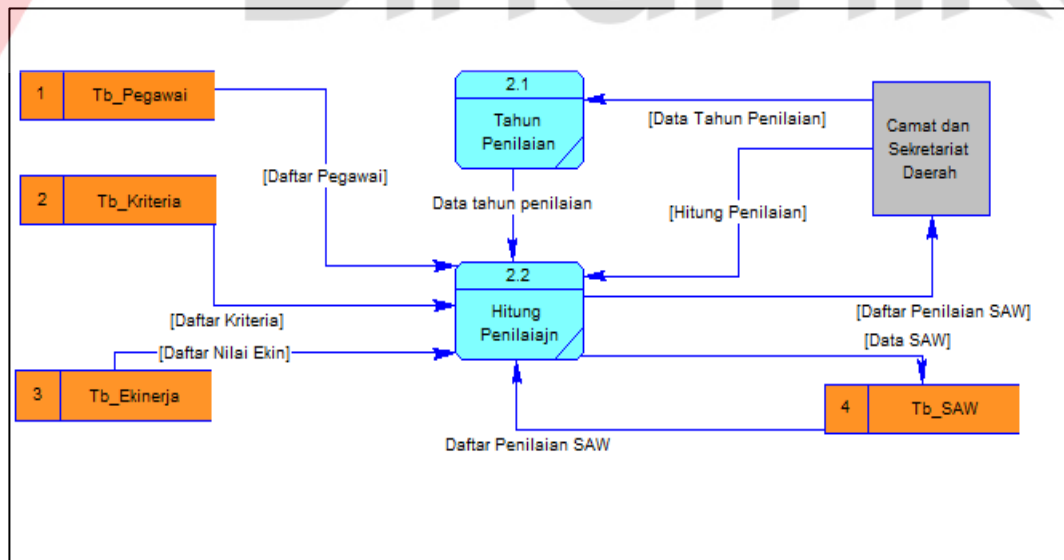 1 Tb_Pegawai
2.1
Tahun
Penilaian
[Data Tahun Penilaian]
Camat dan
Sekretariat
Daerah
[Daftar Pegawai]
2 Tb_Kriteria
Data tahun penilaian
[Hitung Penilaian]
2.2
Hitung
Penilaiajn
[Daftar Kriteria]
[Daftar Penilaian SAW]
[Data SAW]
[Daftar Nilai Ekin]
3 Tb_Ekinerja
4 Tb_SAW
Daftar Penilaian SAW